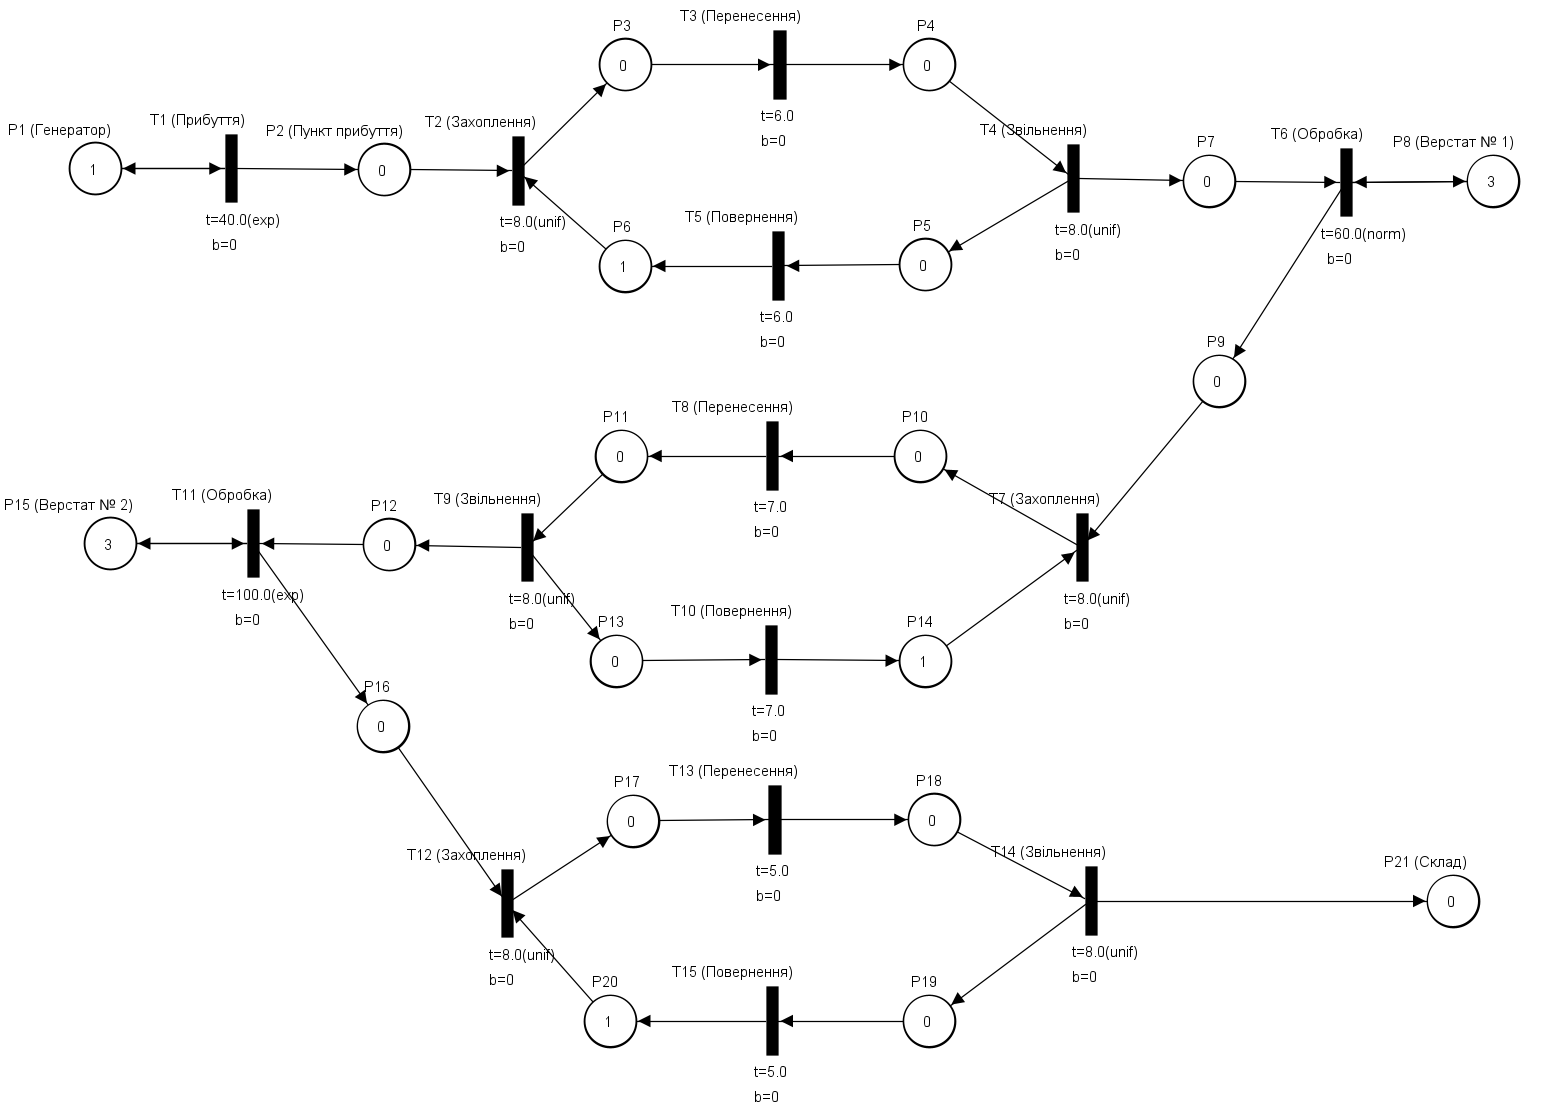 T3 (Перенесення)
P3
P4
0
0
t=6.0
b=0
T1 (Прибуття)
P1 (Генератор)
P2 (Пункт прибуття)
T2 (Захоплення)
T4 (Звільнення)
P7
T6 (Обробка)
P8 (Верстат № 1)
1
0
0
3
t=40.0(exp)
b=0
t=8.0(unif)
b=0
T5 (Повернення)
P6
P5
1
0
t=8.0(unif)
b=0
t=60.0(norm)
b=0
t=6.0
b=0
P9
0
T8 (Перенесення)
P11
P10
0
0
t=7.0
b=0
P15 (Верстат № 2)
T11 (Обробка)
P12
T9 (Звільнення)
T7 (Захоплення)
3
0
t=100.0(exp)
b=0
t=8.0(unif)
b=0
t=8.0(unif)
b=0
T10 (Повернення)
P13
P14
0
1
t=7.0
b=0
P16
0
T13 (Перенесення)
P17
P18
0
0
t=5.0
b=0
T12 (Захоплення)
T14 (Звільнення)
P21 (Склад)
0
t=8.0(unif)
b=0
t=8.0(unif)
b=0
T15 (Повернення)
P20
P19
1
0
t=5.0
b=0